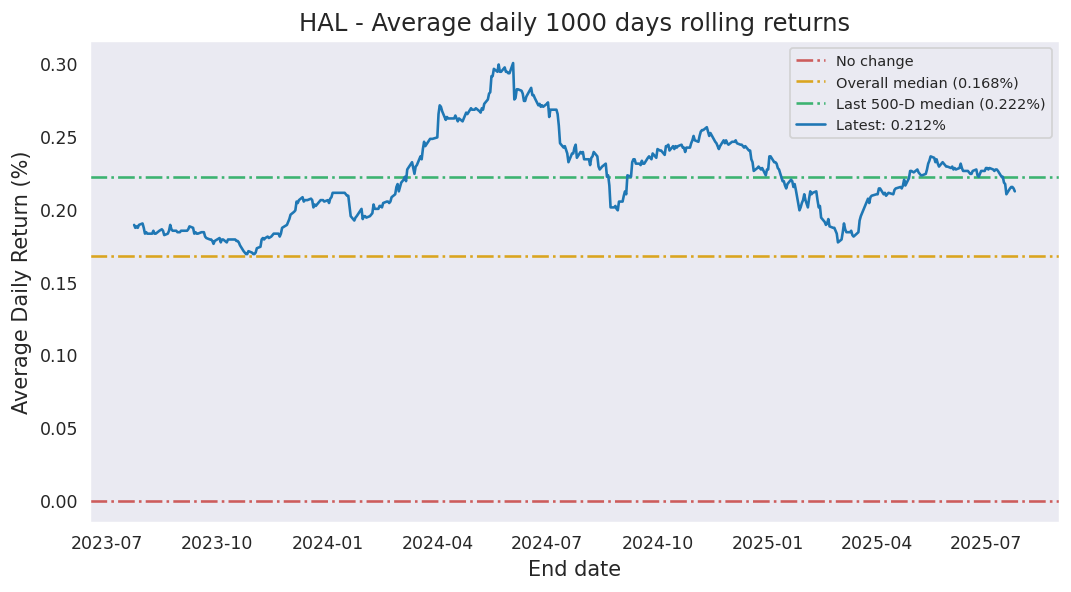 HAL - Average daily 1000 days rolling returns
No change
Overall median (0.168%)
Last 500-D median (0.222%)
Latest: 0.212%
Average Daily Return (%)
0.30
0.25
0.20
0.15
0.10
0.05
0.00
2023-07 2023-10 2024-01 2024-04 2024-07 2024-10 2025-01 2025-04 2025-07
End date